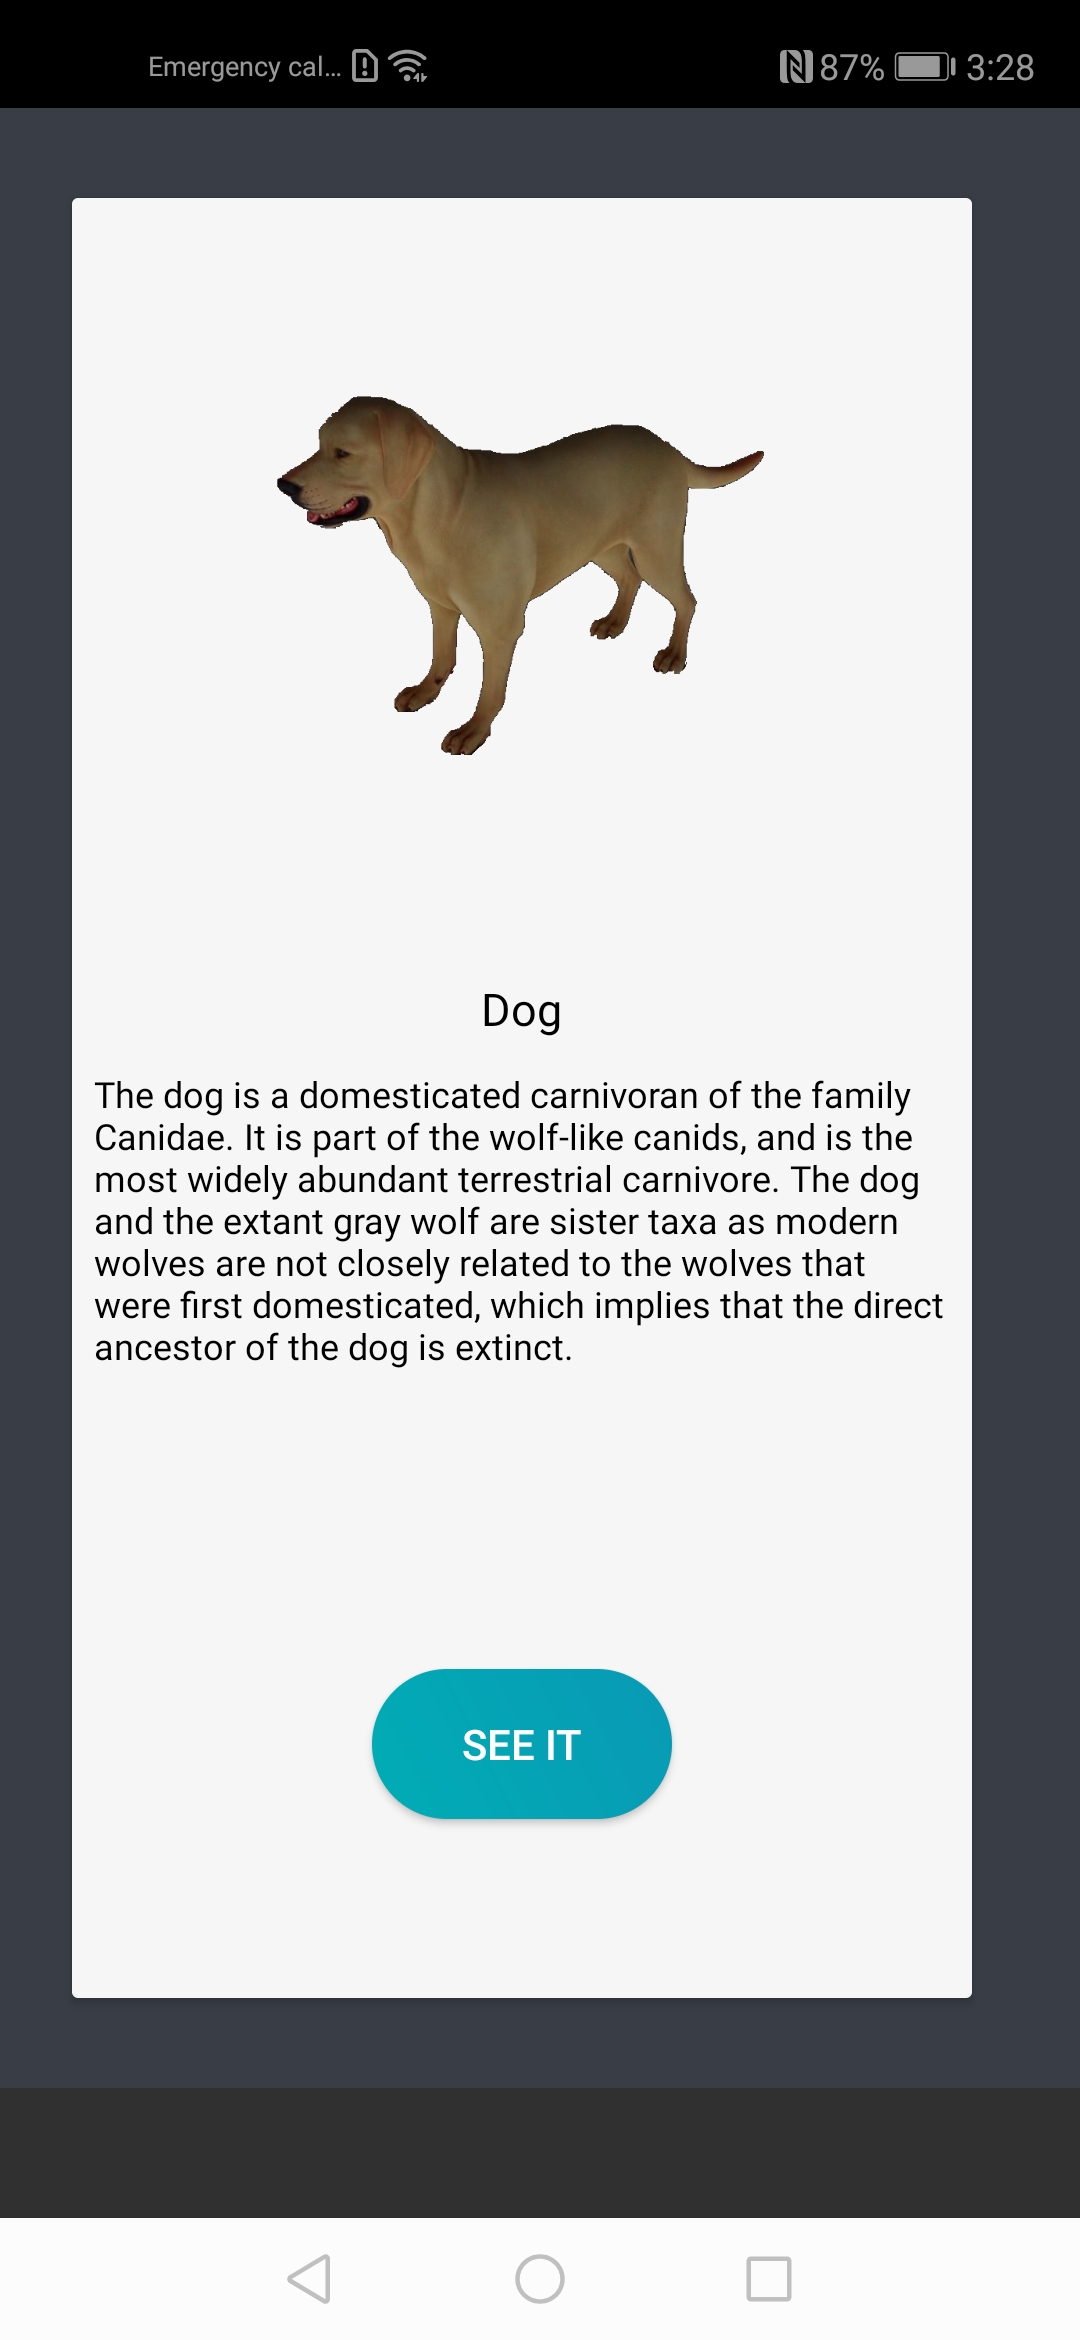 Emergency cal... 87% 3:28
Dog
The dog is a domesticated carnivoran of the family
Canidae. It is part of the wolf-like canids, and is the
most widely abundant terrestrial carnivore. The dog
and the extant gray wolf are sister taxa as modern
wolves are not closely related to the wolves that
were first domesticated, which implies that the direct
ancestor of the dog is extinct.
SEE IT